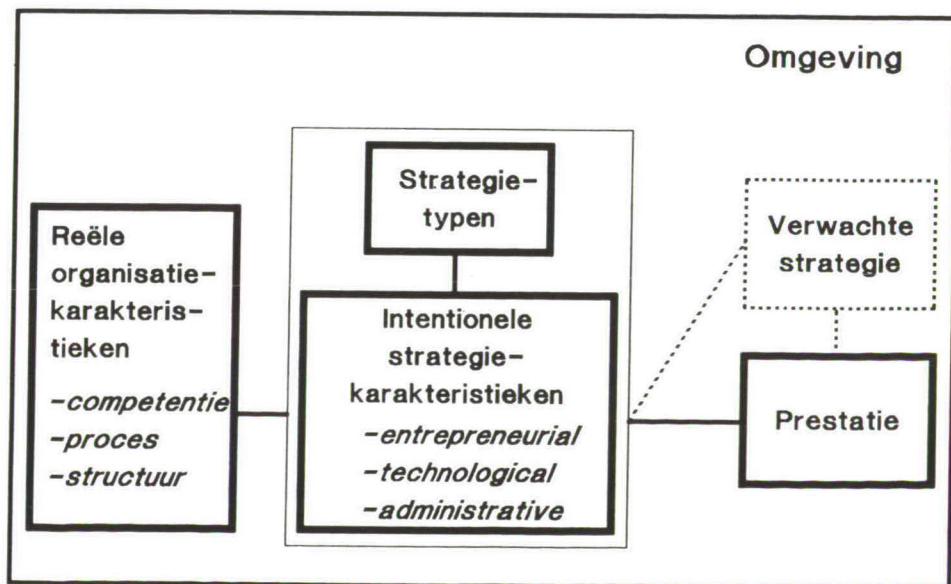 Omgeving
Reële
organisatie-
karakteris-
tieken
-competentie
-proces
-structuur
Strategie-
typen
Intentionele
strategie-
karakteristieken
-entrepreneurial
-technological
-administrative
Verwachte
strategie
Prestatie